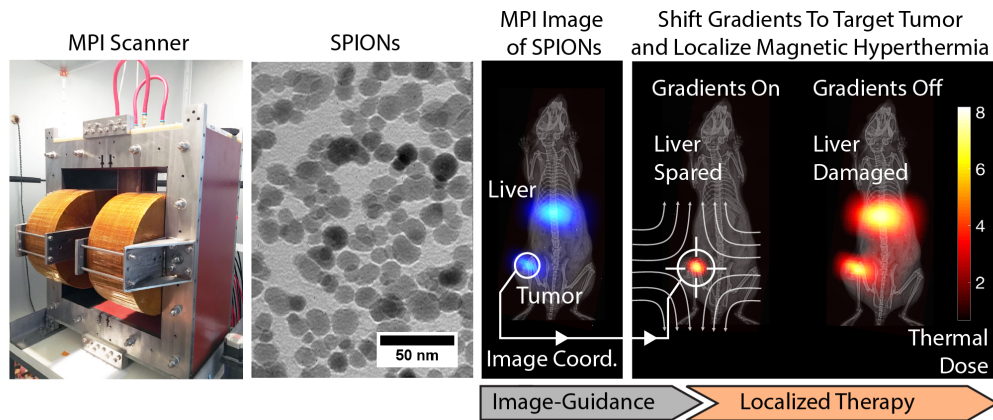 MPI Scanner
SPIONs
MPI Image
of SPIONs
Shift Gradients To Target Tumor
and Localize Magnetic Hyperthermia
50 nm
Liver
Tumor
Image Coord.
Gradients On
Liver
Spared
Gradients Off
Liver
Damaged
8
6
4
2
Thermal
Dose
Image-Guidance
Localized Therapy